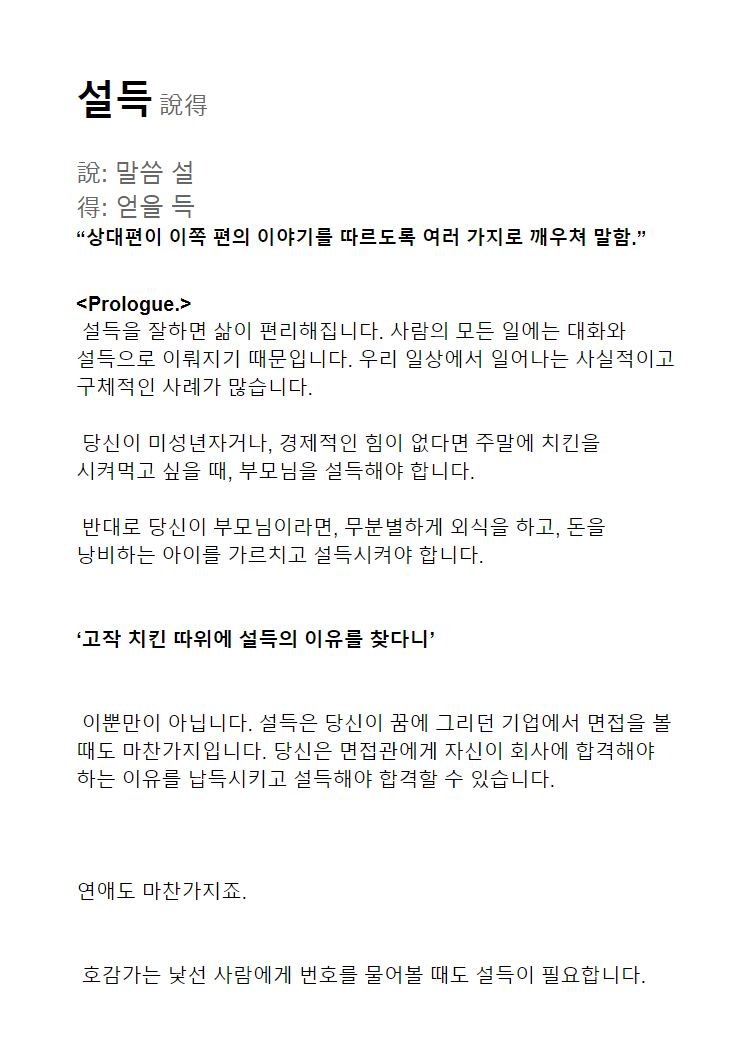 설득 說得
說: 말씀 설
得: 얻을 득
“상대편이 이쪽 편의 이야기를 따르도록 여러 가지로 깨우쳐 말함.”
<Prologue.>
설득을 잘하면 삶이 편리해집니다. 사람의 모든 일에는 대화와
설득으로 이뤄지기 때문입니다. 우리 일상에서 일어나는 사실적이고
구체적인 사례가 많습니다.
당신이 미성년자거나, 경제적인 힘이 없다면 주말에 치킨을
시켜먹고 싶을 때, 부모님을 설득해야 합니다.
반대로 당신이 부모님이라면, 무분별하게 외식을 하고, 돈을
낭비하는 아이를 가르치고 설득시켜야 합니다.
‘고작 치킨 따위에 설득의 이유를 찾다니’
이뿐만이 아닙니다. 설득은 당신이 꿈에 그리던 기업에서 면접을 볼
때도 마찬가지입니다. 당신은 면접관에게 자신이 회사에 합격해야
하는 이유를 납득시키고 설득해야 합격할 수 있습니다.
연애도 마찬가지죠.
호감가는 낯선 사람에게 번호를 물어볼 때도 설득이 필요합니다.